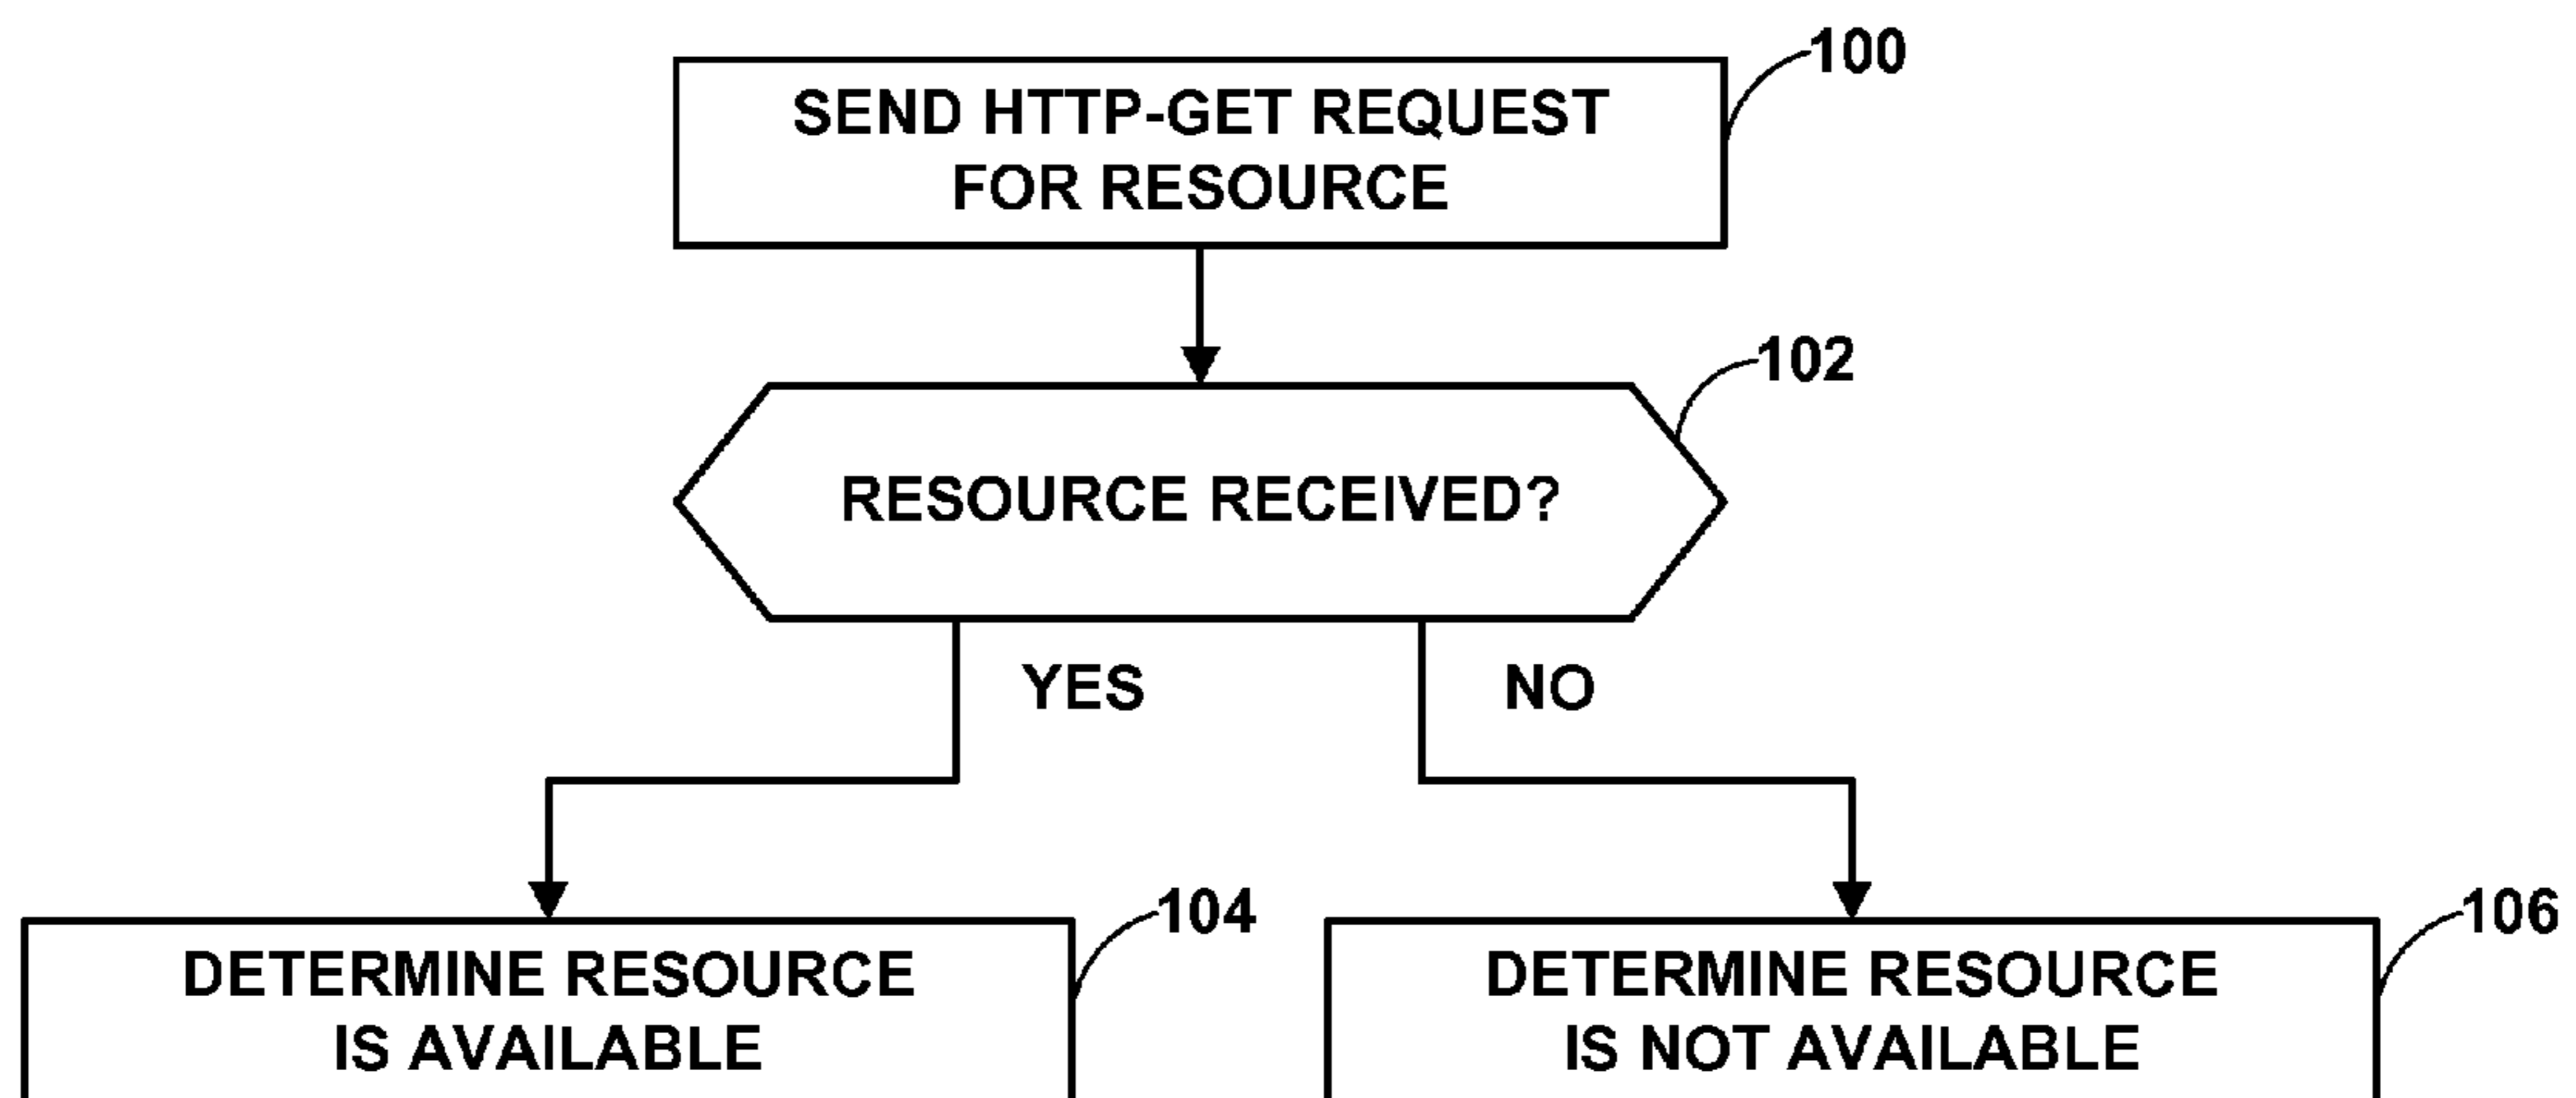 100
SEND HTTP-GET REQUEST
FOR RESOURCE
102
RESOURCE RECEIVED?
YES
NO
104
DETERMINE RESOURCE
IS AVAILABLE
106
DETERMINE RESOURCE
IS NOT AVAILABLE